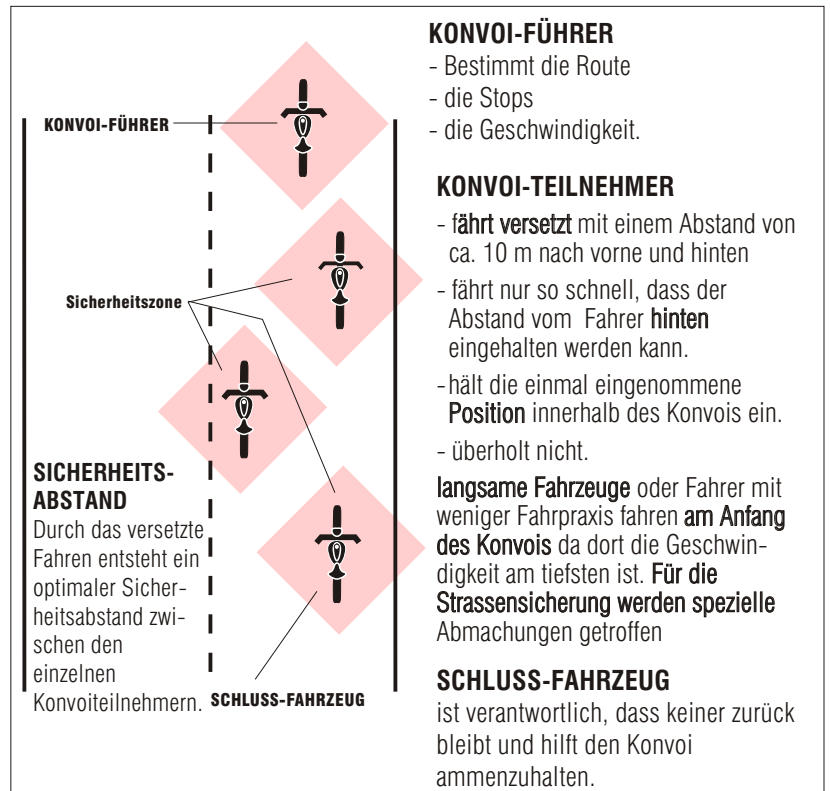 KONVOI-FÜHRER
Sicherheitszone
SICHERHEITS-
ABSTAND
Durch das versetzte
Fahren entsteht ein
optimaler Sicher-
heitsabstand zwi-
schen den
einzelnen
Konvoiteilnehmern.
SCHLUSS-FAHRZEUG
KONVOI-FÜHRER
- Bestimmt die Route
- die Stops
- die Geschwindigkeit.
KONVOI-TEILNEHMER
- fährt versetzt mit einem Abstand von
ca. 10 m nach vorne und hinten
- fährt nur so schnell, dass der
Abstand vom Fahrer hinten
eingehalten werden kann.
- hält die einmal eingenommene
Position innerhalb des Konvois ein.
- überholt nicht.
langsame Fahrzeuge oder Fahrer mit
weniger Fahrpraxis fahren am Anfang
des Konvois da dort die Geschwin-
digkeit am tiefsten ist. Für die
Strassensicherung werden spezielle
Abmachungen getroffen
SCHLUSS-FAHRZEUG
ist verantwortlich, dass keiner zurück
bleibt und hilft den Konvoi
ammenzuhalten.